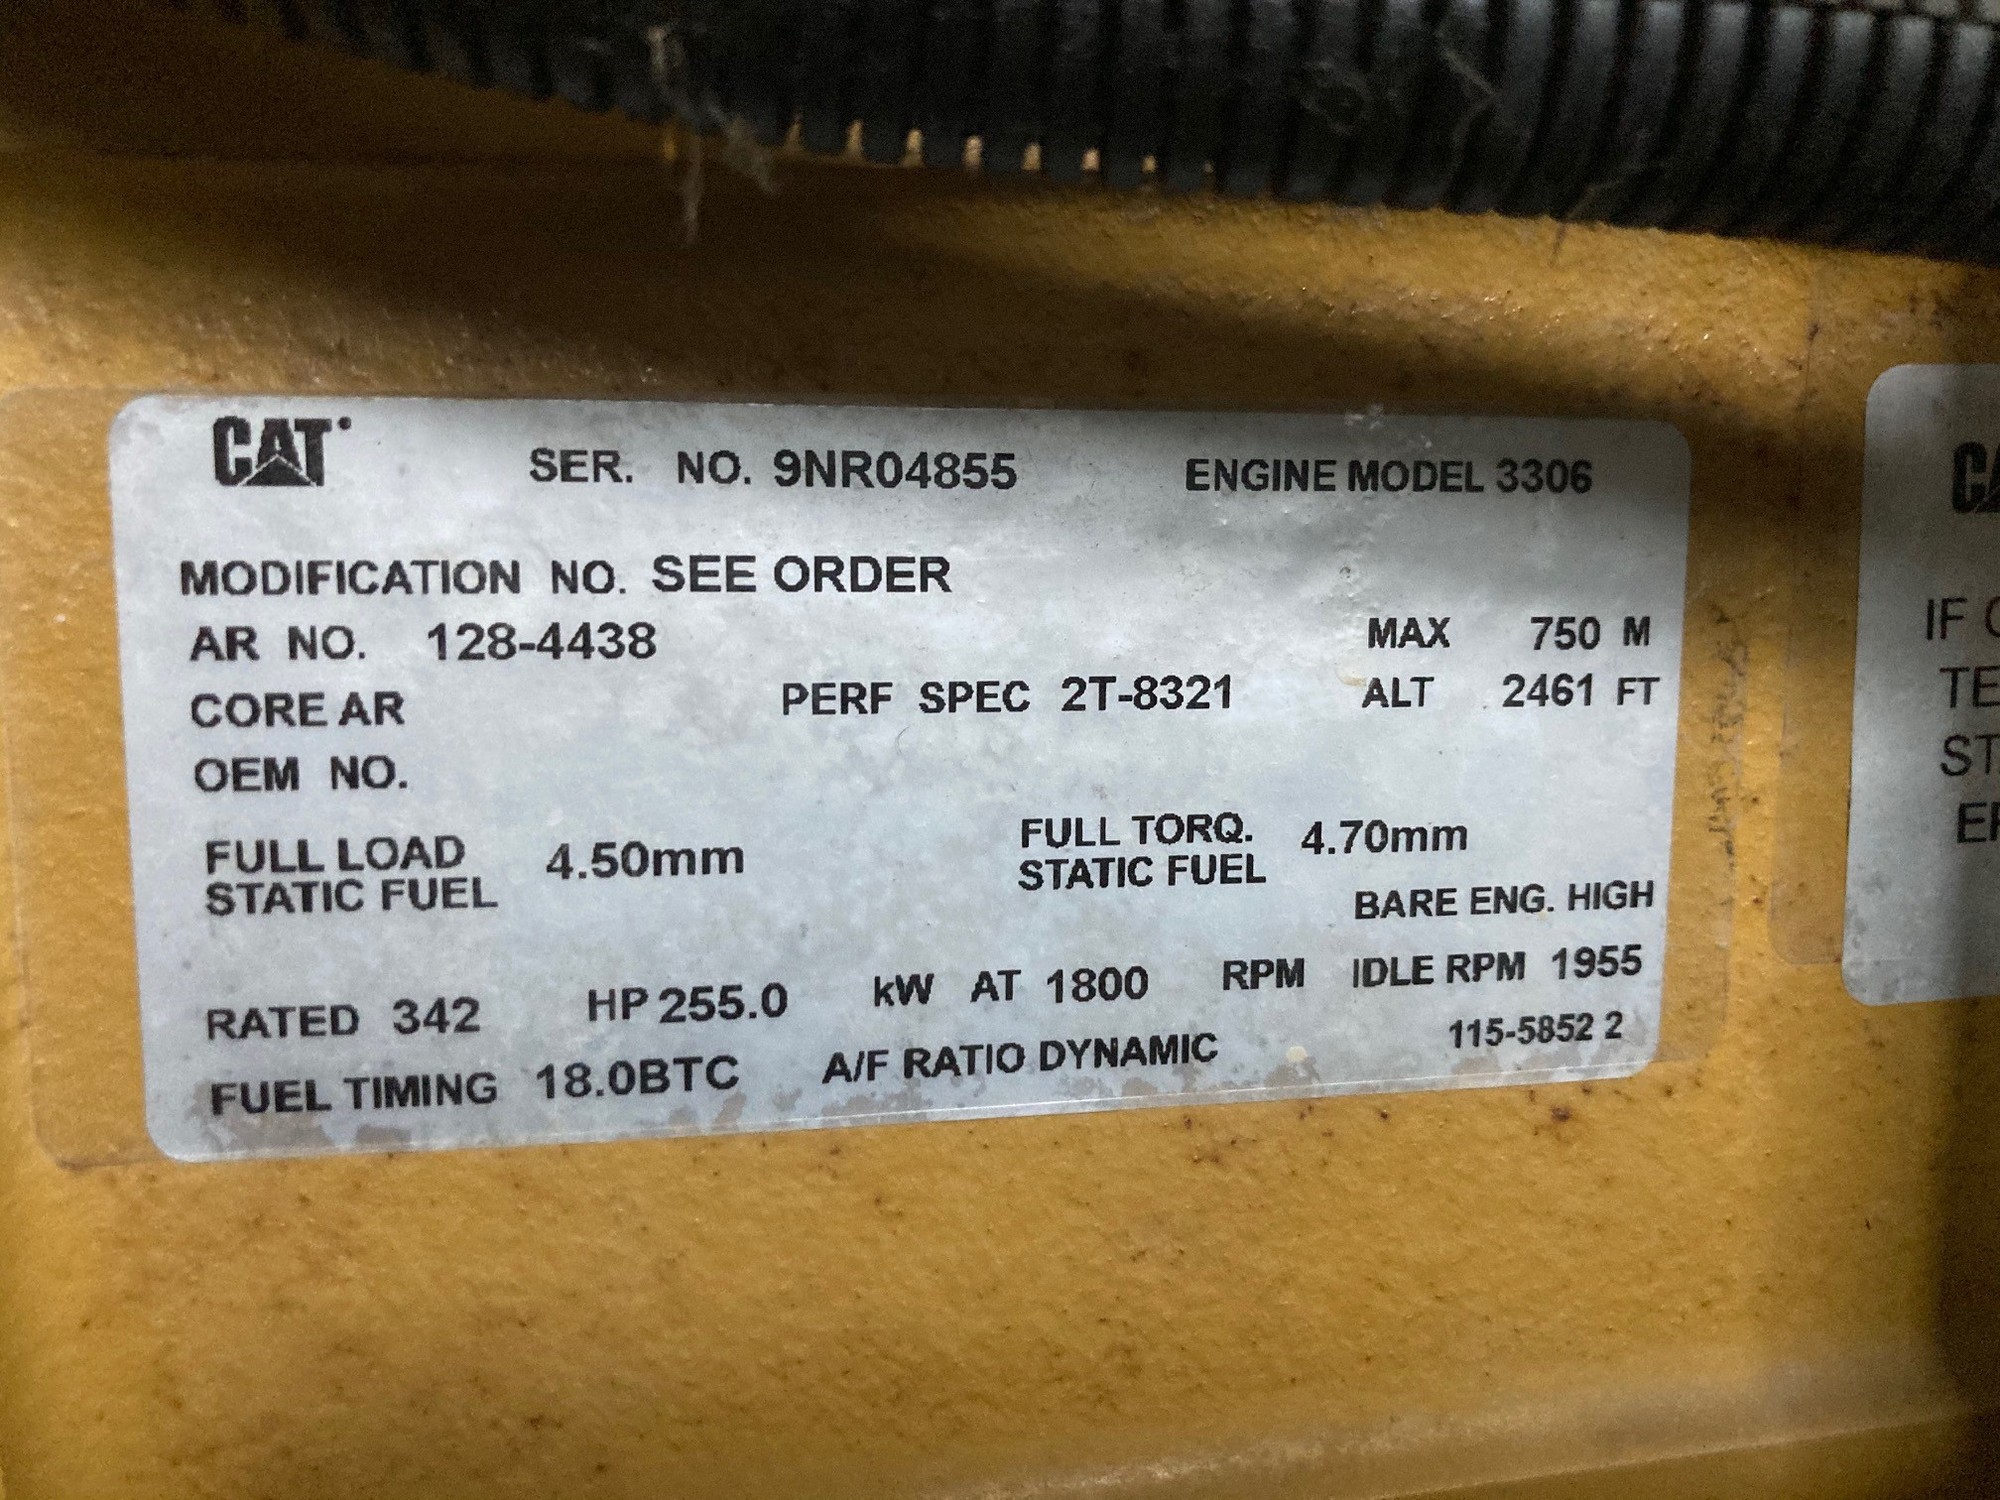 CAT SER. NO. 9NR04855 ENGINE MODEL 3306
MODIFICATION NO. SEE ORDER
AR NO. 128-4438 MAX 750 M
CORE AR PERF SPEC 2T-8321 ALT 2461 FT
OEM NO.
FULL LOAD STATIC FUEL 4.50mm FULL TORQ. STATIC FUEL 4.70mm
BARE ENG. HIGH
RATED 342 HP 255.0 kW AT 1800 RPM IDLE RPM 1955
FUEL TIMING 18.0BTC A/F RATIO DYNAMIC 115-5852 2
IF
TE
ST